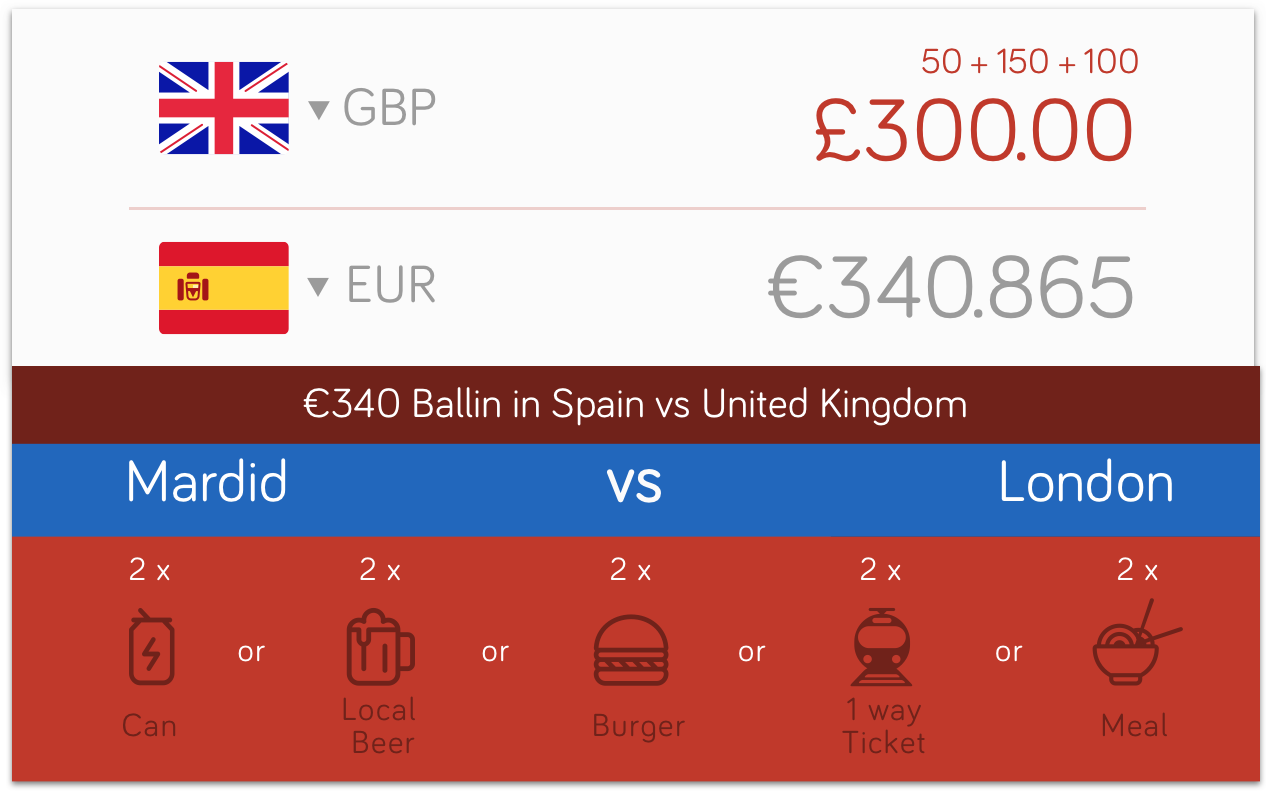 50 + 150 + 100
GBP £300.00
EUR €340.865
€340 Ballin in Spain vs United Kingdom
Mardid vs London
2 x 2 x 2 x 2 x 2 x
or or or or
Can Local Beer Burger 1 way Ticket Meal